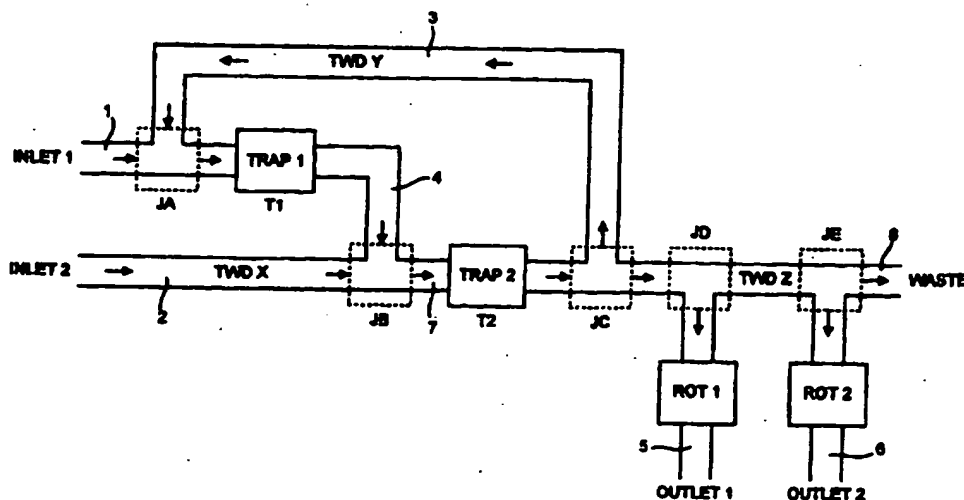 3
TWD Y
1
INLET 1
TRAP 1
4
JA
T1
JD
JE
8
INLET 2
TWD X
TRAP 2
TWD Z
WASTE
2
JB
7
T2
JC
ROT 1
ROT 2
5
6
OUTLET 1
OUTLET 2